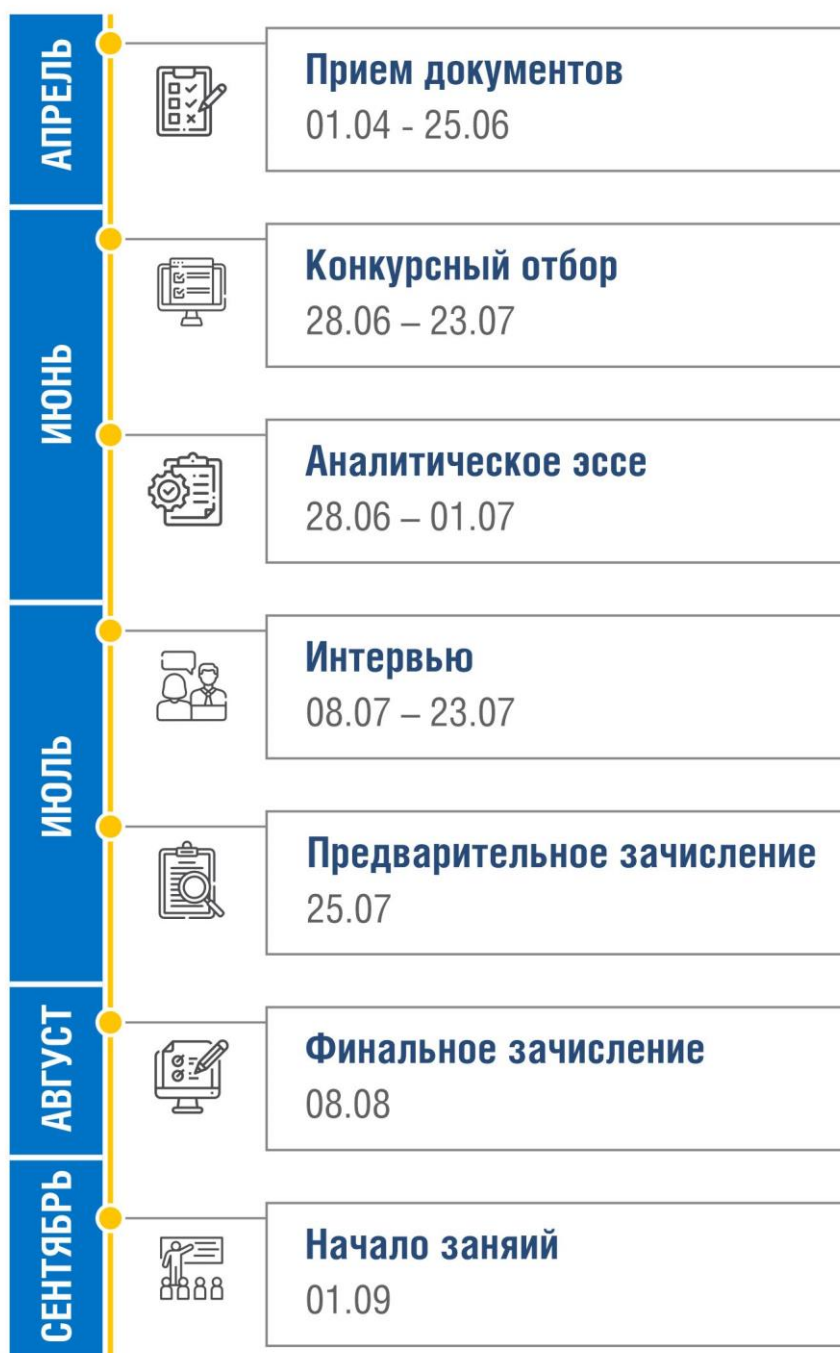 АПРЕЛЬ
Прием документов
01.04 - 25.06
ИЮНЬ
Конкурсный отбор
28.06 – 23.07
Аналитическое эссе
28.06 – 01.07
ИЮЛЬ
Интервью
08.07 – 23.07
Предварительное зачисление
25.07
АВГУСТ
Финальное зачисление
08.08
СЕНТЯБРЬ
Начало заняий
01.09